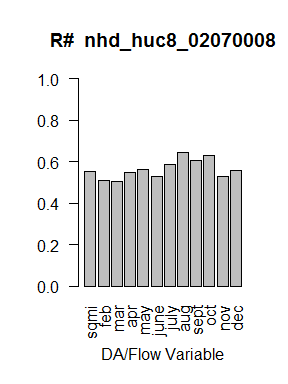 R#  nhd_huc8_02070008
1.0
0.8
0.6
0.4
0.2
0.0
sqmi
feb
mar
apr
may
june
july
aug
sept
oct
nov
dec
DA/Flow Variable